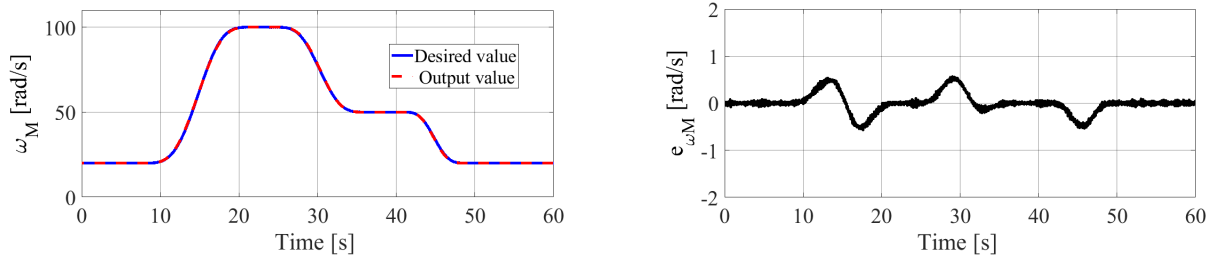 100
50
0
ω_M [rad/s]
Desired value
Output value
0 10 20 30 40 50 60
Time [s]
2
1
0
-1
-2
e_ωM [rad/s]
0 10 20 30 40 50 60
Time [s]